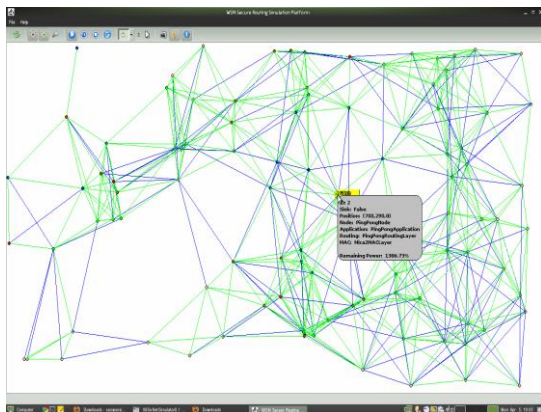 WSN Secure Routing Simulation Platform
File Help
ID: 2
Sink: False
Position: (700,290,0)
Node: PingPongNode
Application: PingPongApplication
Routing: PingPongRoutingLayer
MAC: Mica2MACLayer
Remaining Power: 1306.73%
Computer
Downloads
WSN Secure Routing